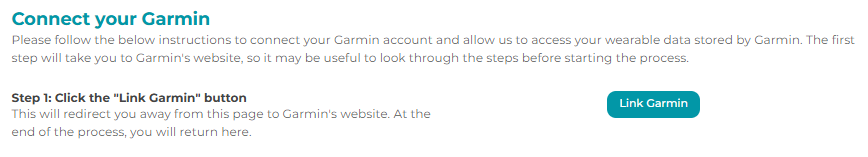 Connect your Garmin
Please follow the below instructions to connect your Garmin account and allow us to access your wearable data stored by Garmin. The first
step will take you to Garmin's website, so it may be useful to look through the steps before starting the process.
Step 1: Click the "Link Garmin" button
Link Garmin
This will redirect you away from this page to Garmin's website. At the
end of the process, you will return here.